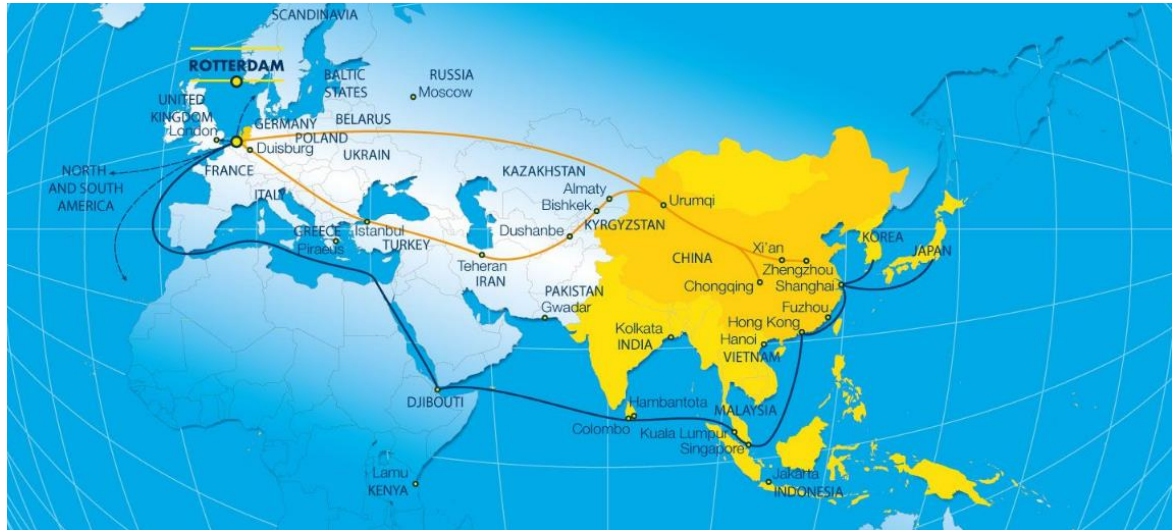 SCANDINAVIA
ROTTERDAM
BALTIC
STATES
RUSSIA
Moscow
UNITED
KINGDOM
London
GERMANY
BELARUS
POLAND
Duisburg
UKRAIN
FRANCE
NORTH
AND SOUTH
AMERICA
ITALY
KAZAKHSTAN
Almaty
Bishkek
KYRGYZSTAN
Urumqi
GREECE
Piraeus
Istanbul
TURKEY
Dushanbe
Teheran
IRAN
CHINA
Xi'an
Zhengzhou
KOREA
JAPAN
Shanghai
Chongqing
PAKISTAN
Gwadar
Fuzhou
Hong Kong
Kolkata
INDIA
Hanoi
VIETNAM
DJIBOUTI
Hambantota
Colombo
MALAYSIA
Kuala Lumpur
Singapore
Lamu
KENYA
Jakarta
INDONESIA